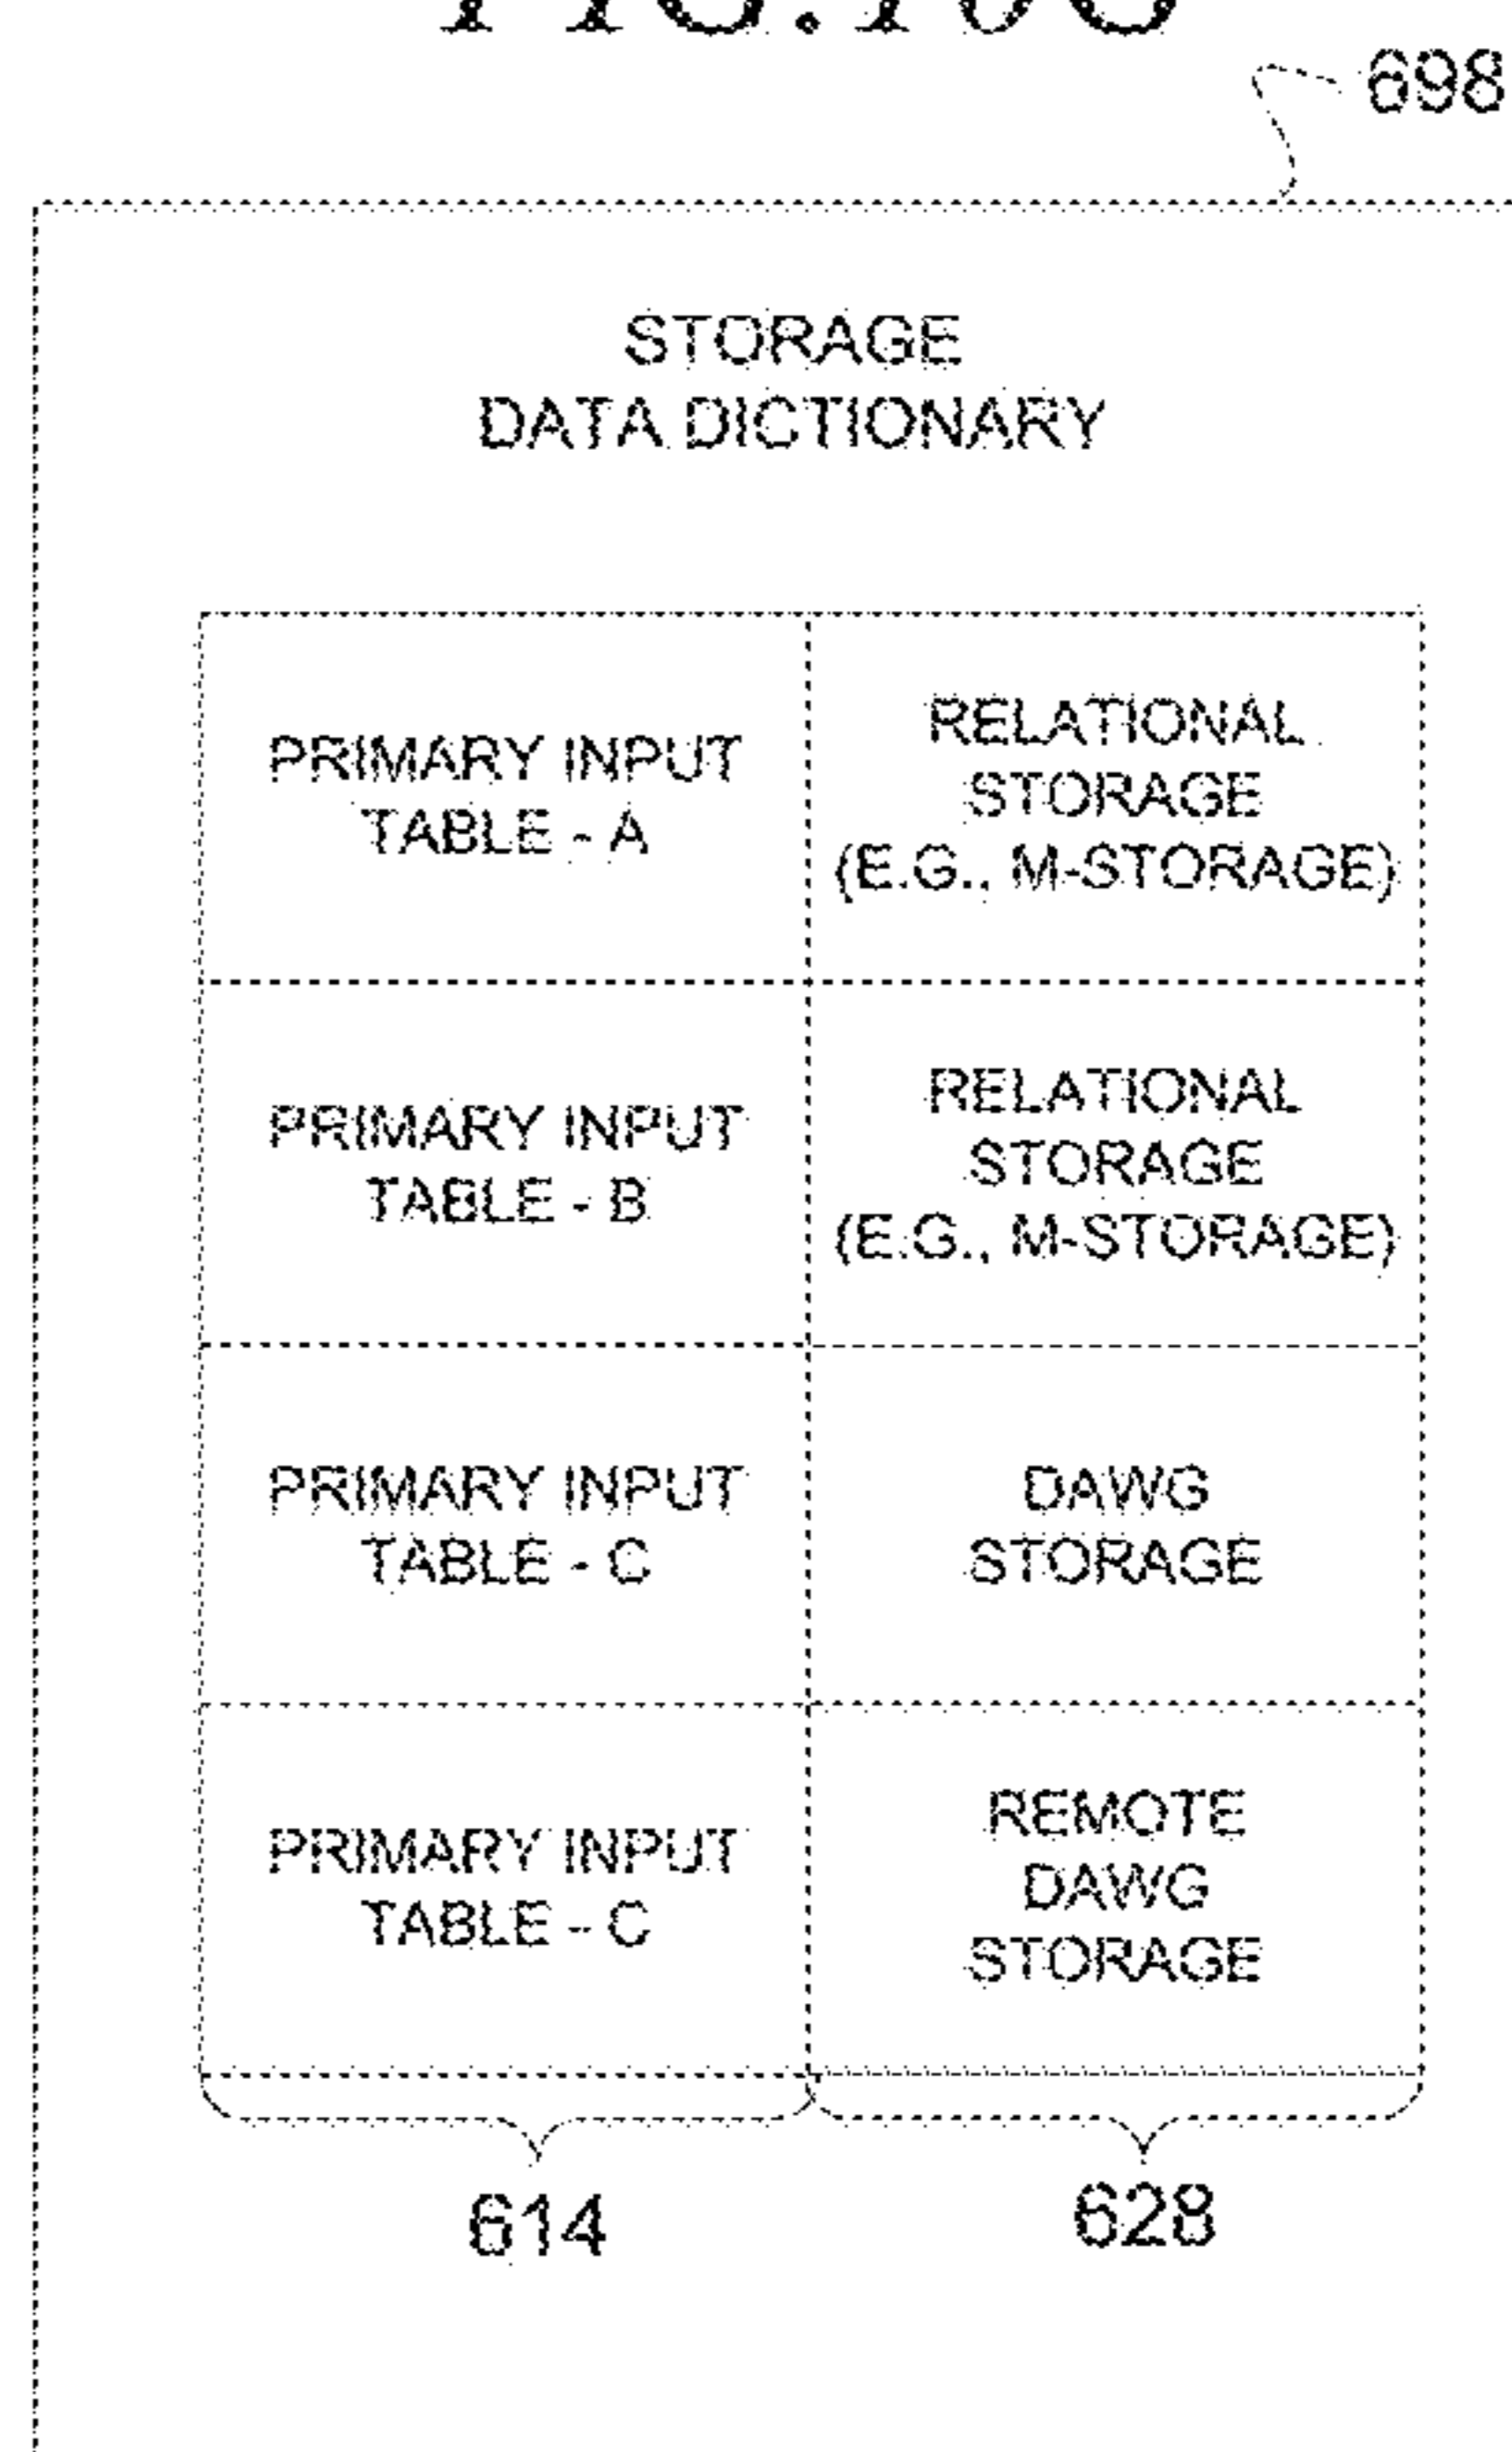 698
STORAGE
DATA DICTIONARY
PRIMARY INPUT
TABLE - A
RELATIONAL
STORAGE
(E.G., M-STORAGE)
PRIMARY INPUT
TABLE - B
RELATIONAL
STORAGE
(E.G., M-STORAGE)
PRIMARY INPUT
TABLE - C
DAWG
STORAGE
PRIMARY INPUT
TABLE - C
REMOTE
DAWG
STORAGE
614
628